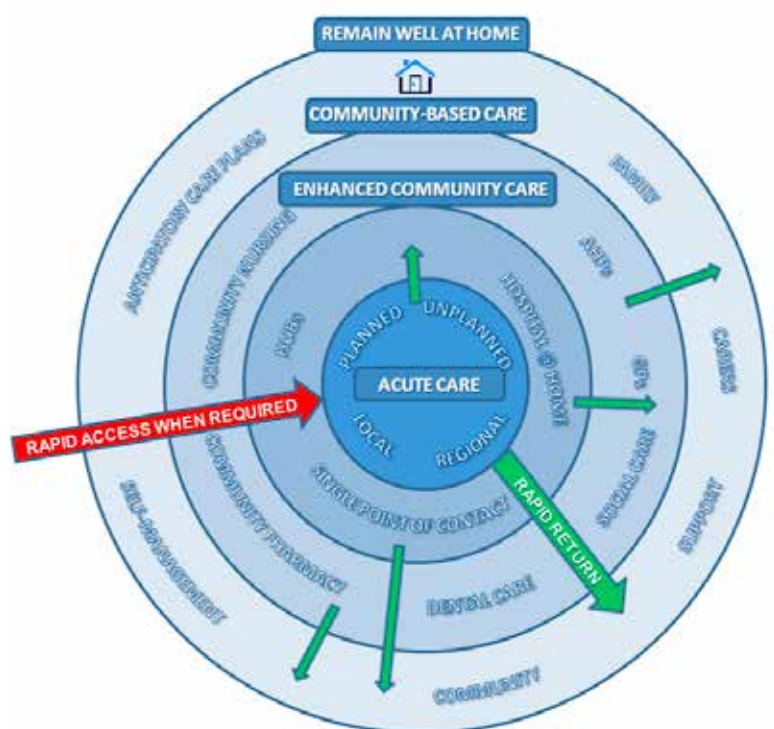 REMAIN WELL AT HOME
COMMUNITY-BASED CARE
ENHANCED COMMUNITY CARE
ANTICIPATORY CARE PLANS
FAMILY
CARERS
SUPPORT
COMMUNITY
SELF-MANAGEMENT
COMMUNITY NURSING
AHPs
GPs
SOCIAL CARE
DENTAL CARE
COMMUNITY PHARMACY
HUBS
HOSPITAL @ HOME
SINGLE POINT OF CONTACT
PLANNED
UNPLANNED
ACUTE CARE
LOCAL
REGIONAL
RAPID ACCESS WHEN REQUIRED
RAPID RETURN